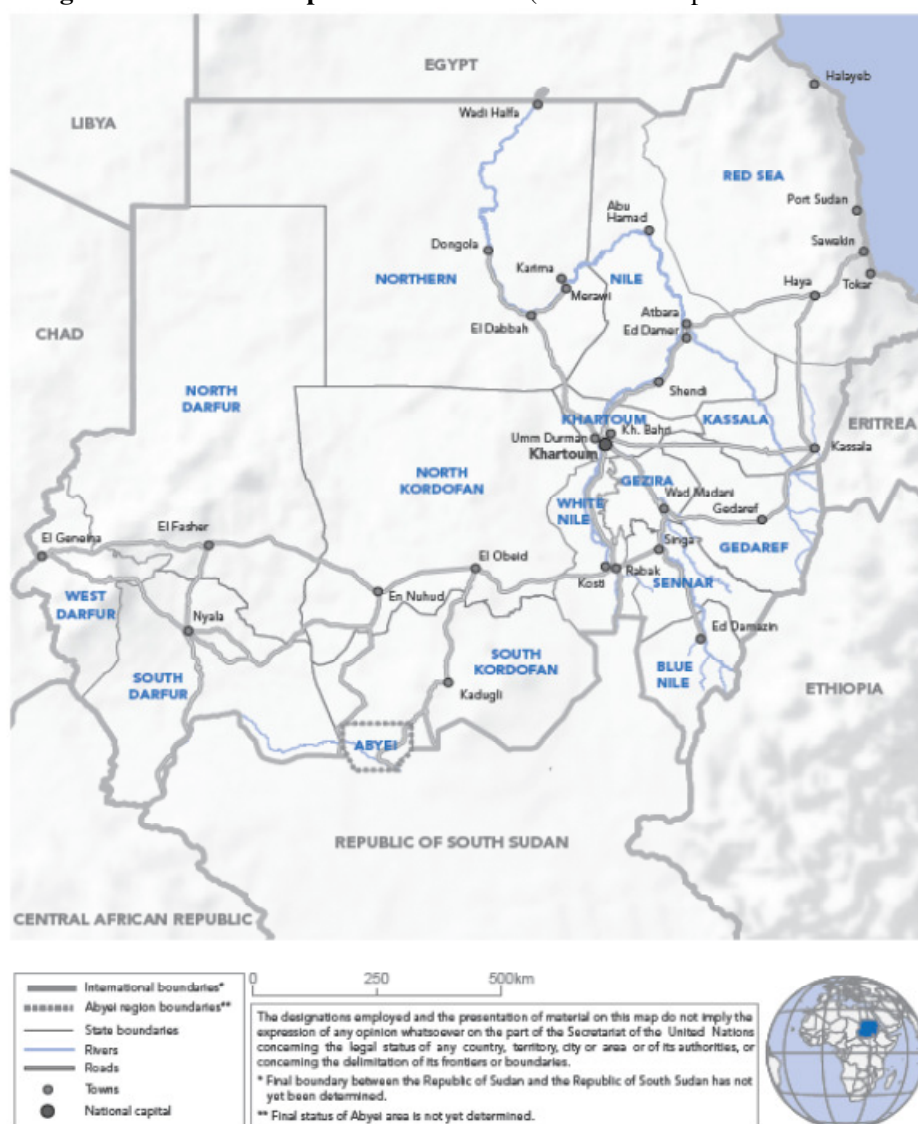 EGYPT
Halayeb
Wadi Halfa
LIBYA
RED SEA
Port Sudan
Abu
Hamad
Sawakin
Dongola
Karima
NORTHERN
NILE
Haya
Tokar
Merawi
El Dabbah
Atbara
Ed Damer
CHAD
NORTH
DARFUR
Shendi
KHARTOUM
KASSALA
ERITREA
Umm Durman
Kh. Bahri
Khartoum
Kassala
NORTH
KORDOFAN
GEZIRA
Wad Madani
WHITE
NILE
Gedaref
El Fasher
El Geneina
Singa
GEDAREF
El Obeid
Kosti
Rabak
SENNAR
WEST
DARFUR
En Nuhud
Nyala
Ed Damazin
SOUTH
KORDOFAN
BLUE
NILE
SOUTH
DARFUR
Kadugli
ETHIOPIA
ABYEI
REPUBLIC OF SOUTH SUDAN
CENTRAL AFRICAN REPUBLIC
International boundaries*
Abyei region boundaries**
State boundaries
Rivers
Roads
Towns
National capital
0 250 500km
The designations employed and the presentation of material on this map do not imply the
expression of any opinion whatsoever on the part of the Secretariat of the United Nations
concerning the legal status of any country, territory, city or area or of its authorities, or
concerning the delimitation of its frontiers or boundaries.
* Final boundary between the Republic of Sudan and the Republic of South Sudan has not
yet been determined.
** Final status of Abyei area is not yet determined.